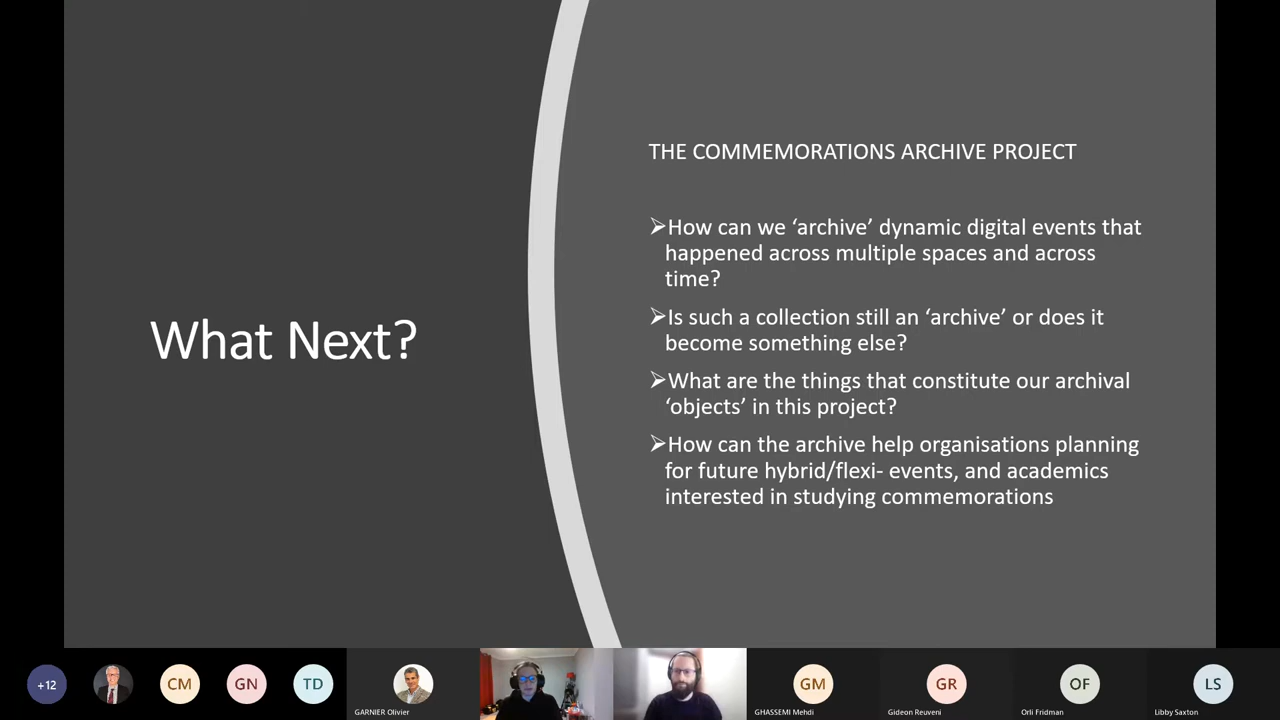 THE COMMEMORATIONS ARCHIVE PROJECT
How can we ‘archive’ dynamic digital events that
happened across multiple spaces and across
time?
Is such a collection still an ‘archive’ or does it
become something else?
What Next?
What are the things that constitute our archival
‘objects’ in this project?
How can the archive help organisations planning
for future hybrid/flexi- events, and academics
interested in studying commemorations
+12
CM
GN
TD
GARNIER Olivier
GM
GHASSEMI Mehdi
GR
Gideon Reuveni
OF
Orli Fridman
LS
Libby Saxton